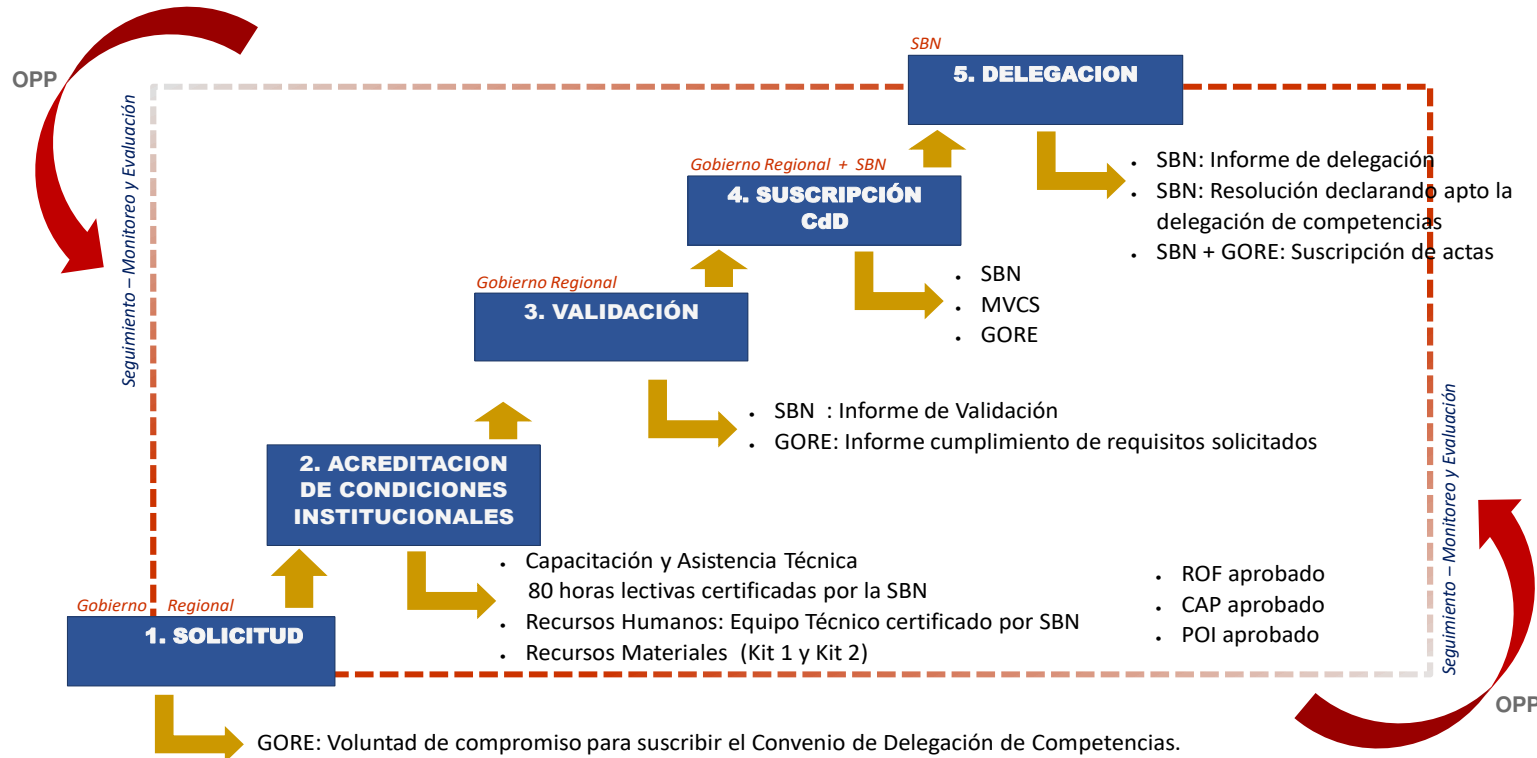 OPP
Seguimiento – Monitoreo y Evaluación
SBN
5. DELEGACION
• SBN: Informe de delegación
• SBN: Resolución declarando apto la
delegación de competencias
• SBN + GORE: Suscripción de actas
Gobierno Regional + SBN
4. SUSCRIPCIÓN
CdD
• SBN
• MVCS
• GORE
Gobierno Regional
3. VALIDACIÓN
• SBN : Informe de Validación
• GORE: Informe cumplimiento de requisitos solicitados
2. ACREDITACION
DE CONDICIONES
INSTITUCIONALES
• Capacitación y Asistencia Técnica
80 horas lectivas certificadas por la SBN
• Recursos Humanos: Equipo Técnico certificado por SBN
• Recursos Materiales (Kit 1 y Kit 2)
• ROF aprobado
• CAP aprobado
• POI aprobado
Gobierno Regional
1. SOLICITUD
GORE: Voluntad de compromiso para suscribir el Convenio de Delegación de Competencias.
Seguimiento – Monitoreo y Evaluación
OPP